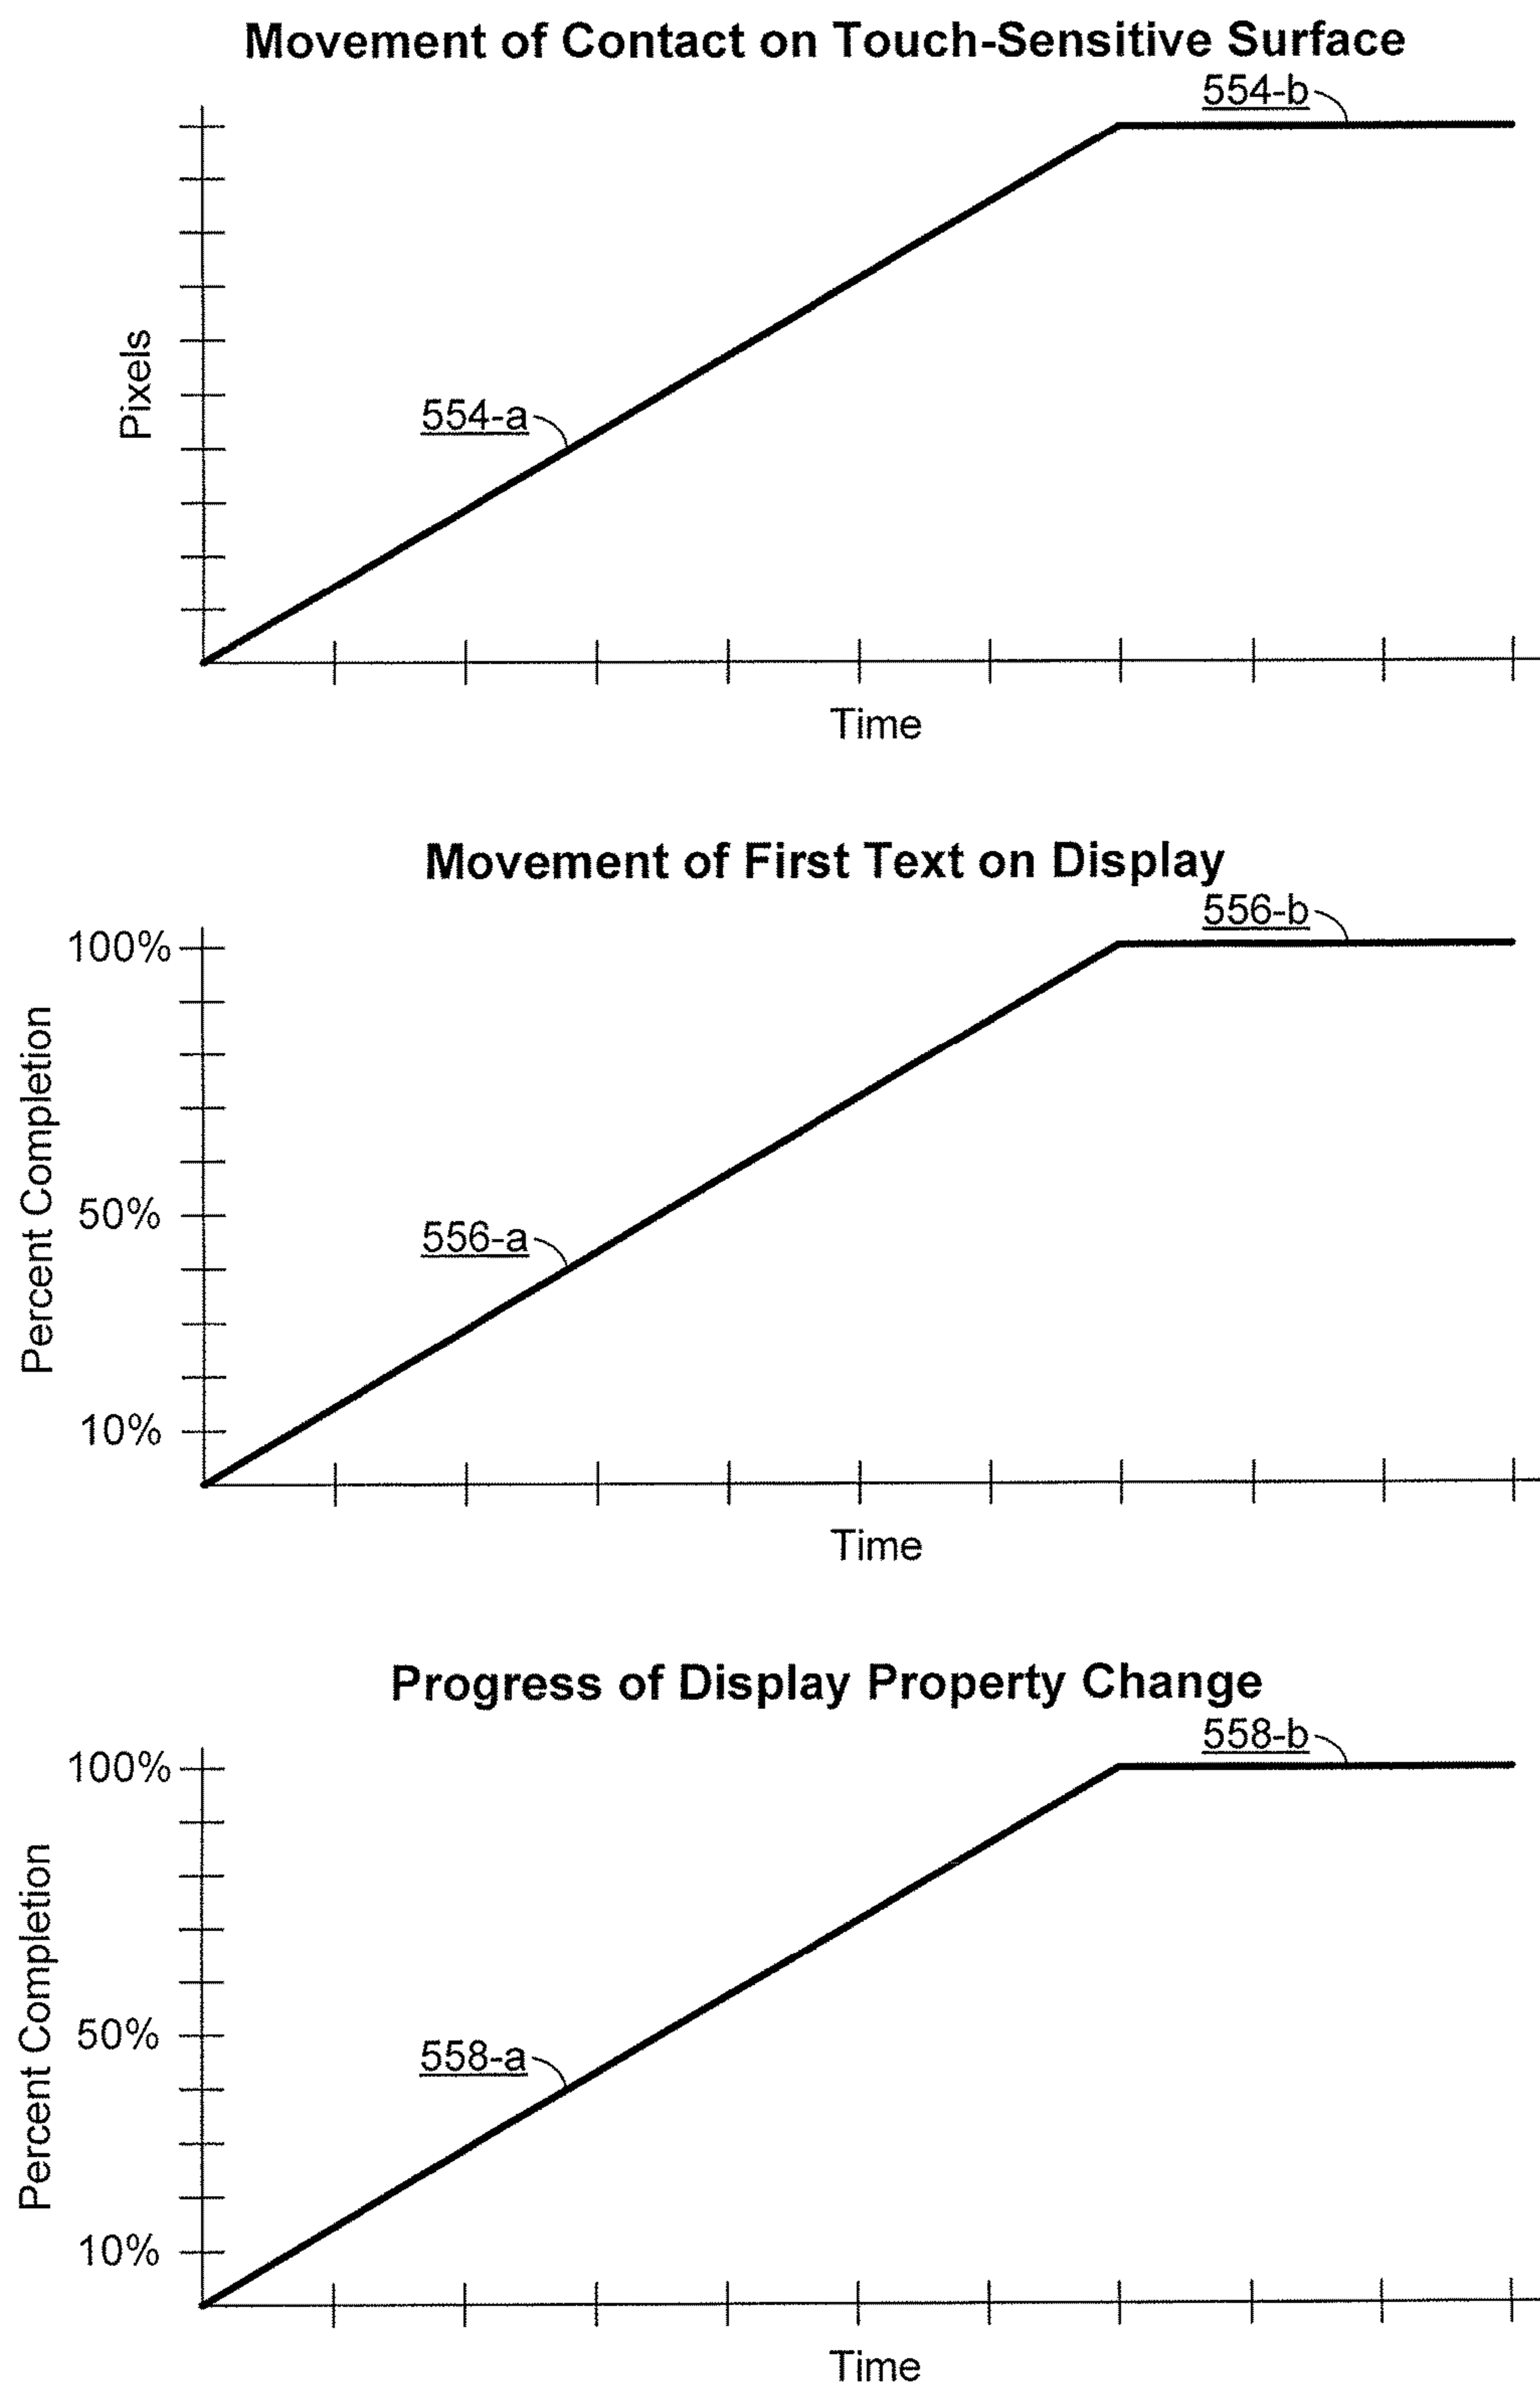 Movement of Contact on Touch-Sensitive Surface
554-b
Pixels
554-a
Time
Movement of First Text on Display
556-b
100%
Percent Completion
50%
556-a
10%
Time
Progress of Display Property Change
558-b
100%
Percent Completion
50%
558-a
10%
Time